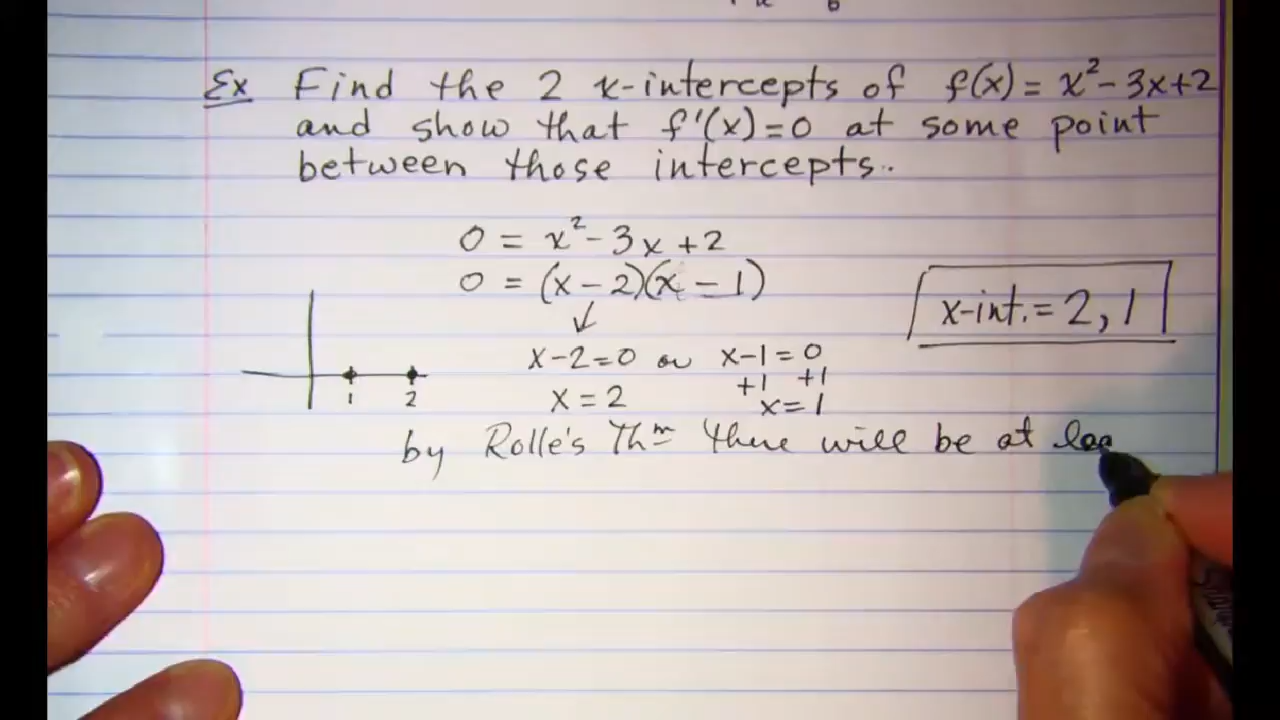 Ex Find the 2 x-intercepts of f(x) = x² - 3x + 2
and show that f'(x) = 0 at some point
between those intercepts..
0 = x² - 3x + 2
0 = (x - 2)(x - 1)
x-int. = 2, 1
x - 2 = 0 or x - 1 = 0
+1 +1
1 2
x = 2 x = 1
by Rolle's Thm there will be at